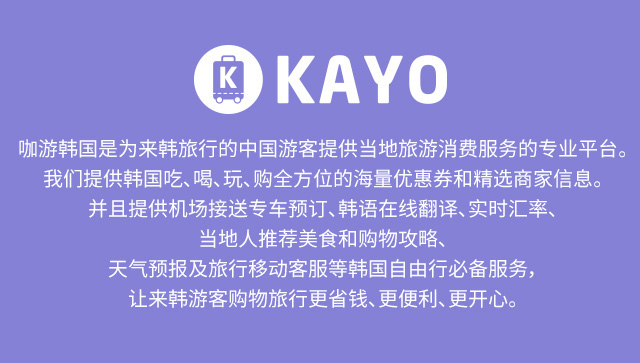 K KAYO
咖游韩国是为来韩旅行的中国游客提供当地旅游消费服务的专业平台。
我们提供韩国吃、喝、玩、购全方位的海量优惠券和精选商家信息。
并且提供机场接送专车预订、韩语在线翻译、实时汇率、
当地人推荐美食和购物攻略、
天气预报及旅行移动客服等韩国自由行必备服务，
让来韩游客购物旅行更省钱、更便利、更开心。